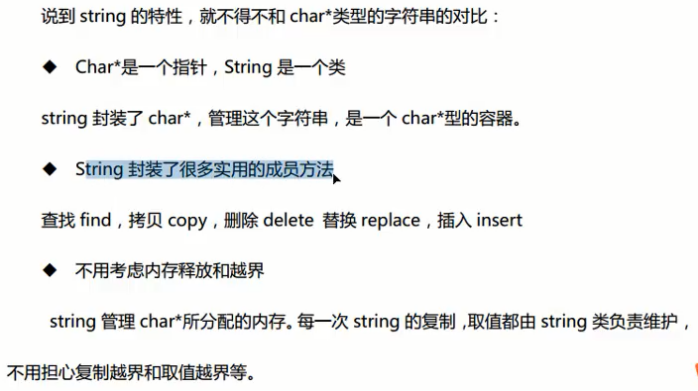 说到 string 的特性，就不得不和 char*类型的字符串的对比：
◆ Char*是一个指针，String 是一个类
string 封装了 char*，管理这个字符串，是一个 char*型的容器。
◆ String 封装了很多实用的成员方法
查找 find，拷贝 copy，删除 delete 替换 replace，插入 insert
◆ 不用考虑内存释放和越界
string 管理 char*所分配的内存。每一次 string 的复制，取值都由 string 类负责维护，
不用担心复制越界和取值越界等。